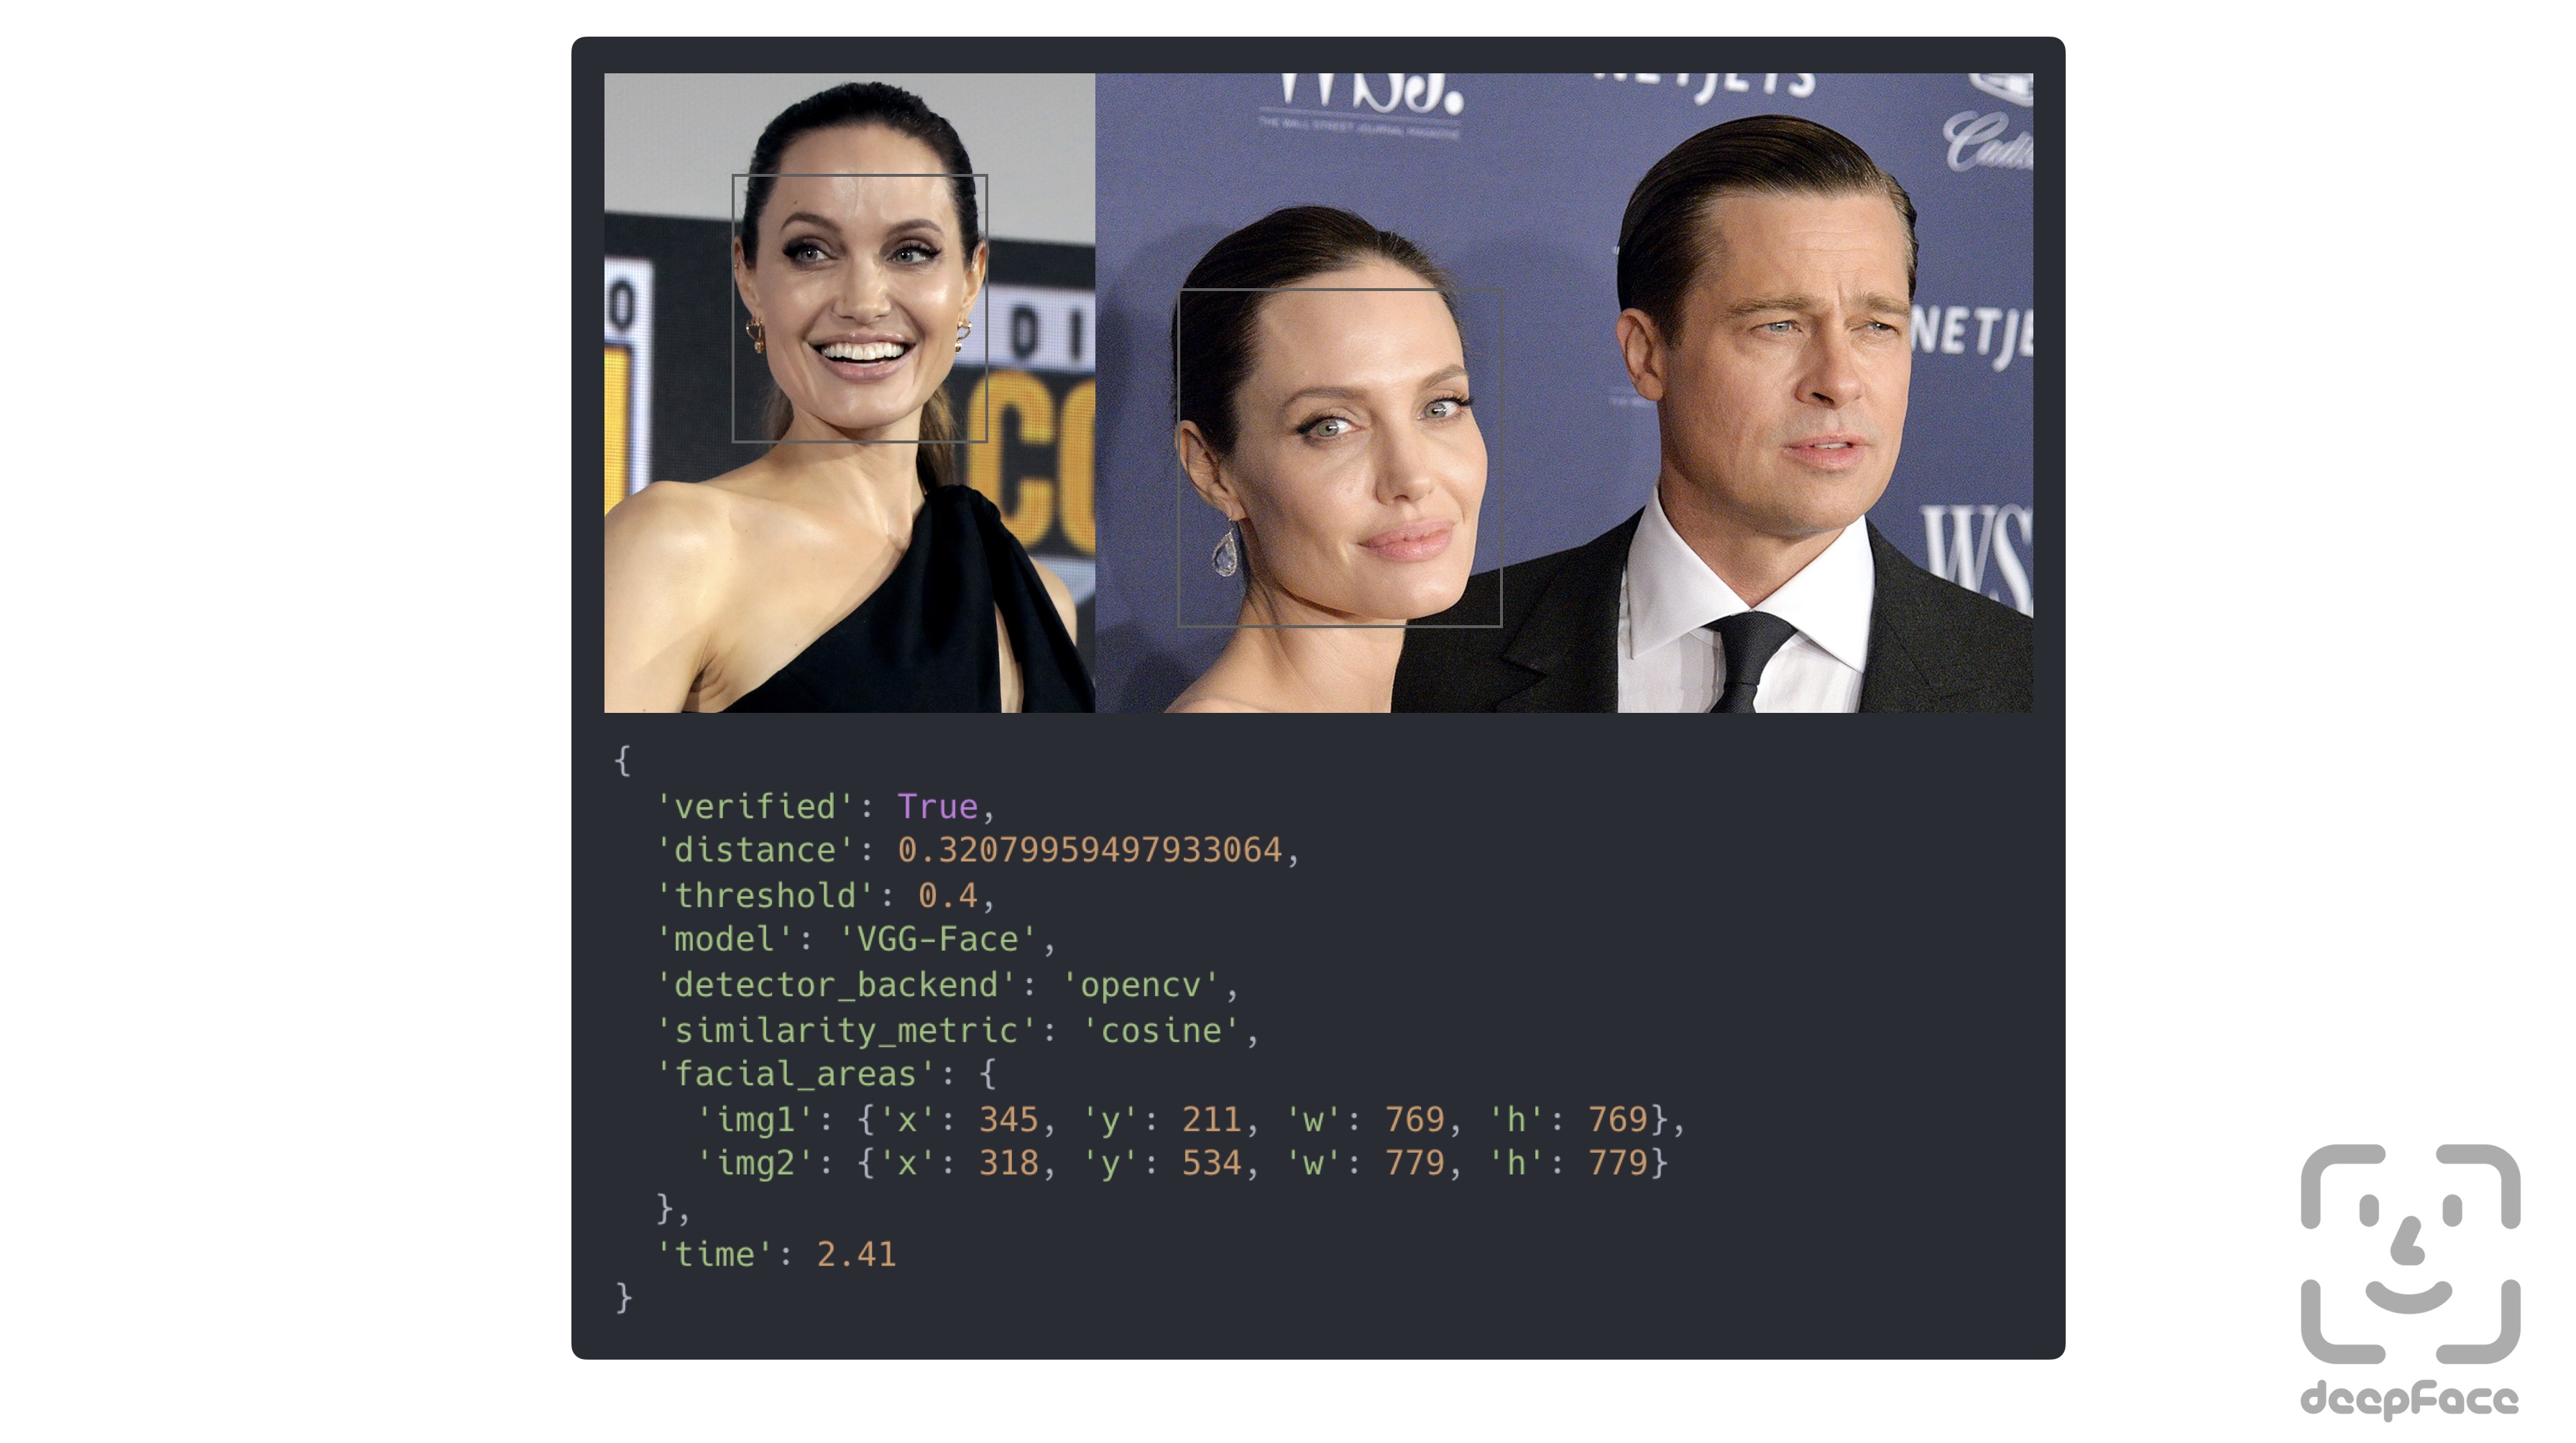 WSJ.
NETJETS
THE WALL STREET JOURNAL MAGAZINE
O
DI
CO
NETJE
WS
{
'verified': True,
'distance': 0.32079959497933064,
'threshold': 0.4,
'model': 'VGG-Face',
'detector_backend': 'opencv',
'similarity_metric': 'cosine',
'facial_areas': {
'img1': {'x': 345, 'y': 211, 'w': 769, 'h': 769},
'img2': {'x': 318, 'y': 534, 'w': 779, 'h': 779}
},
'time': 2.41
}
deepface